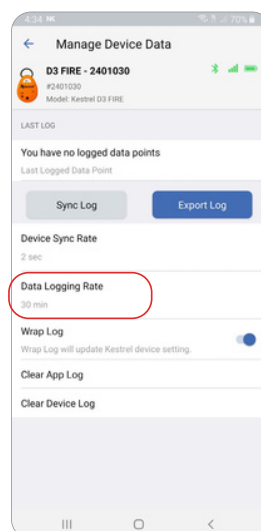 4:34 NK 70%
Manage Device Data
D3 FIRE - 2401030
#2401030
Model: Kestrel D3 FIRE
LAST LOG
You have no logged data points
Last Logged Data Point
Sync Log Export Log
Device Sync Rate
2 sec
Data Logging Rate
30 min
Wrap Log
Wrap Log will update Kestrel device setting.
Clear App Log
Clear Device Log